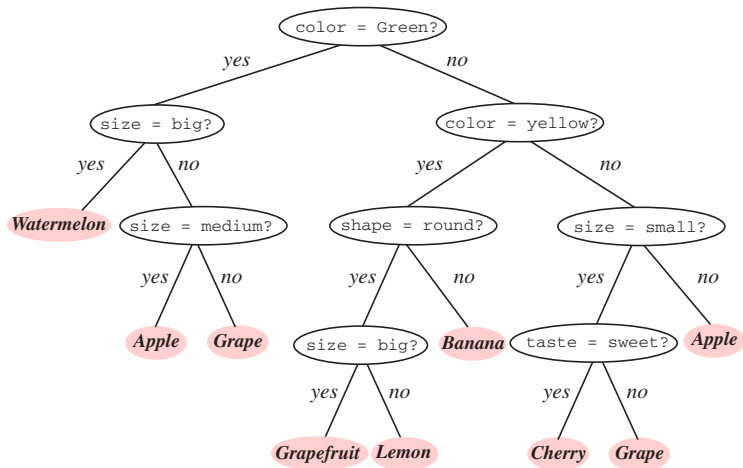 color = Green?
yes
no
size = big?
color = yellow?
yes
no
yes
no
Watermelon
size = medium?
shape = round?
size = small?
yes
no
yes
no
yes
no
Apple
Grape
size = big?
Banana
taste = sweet?
Apple
yes
no
yes
no
Grapefruit
Lemon
Cherry
Grape